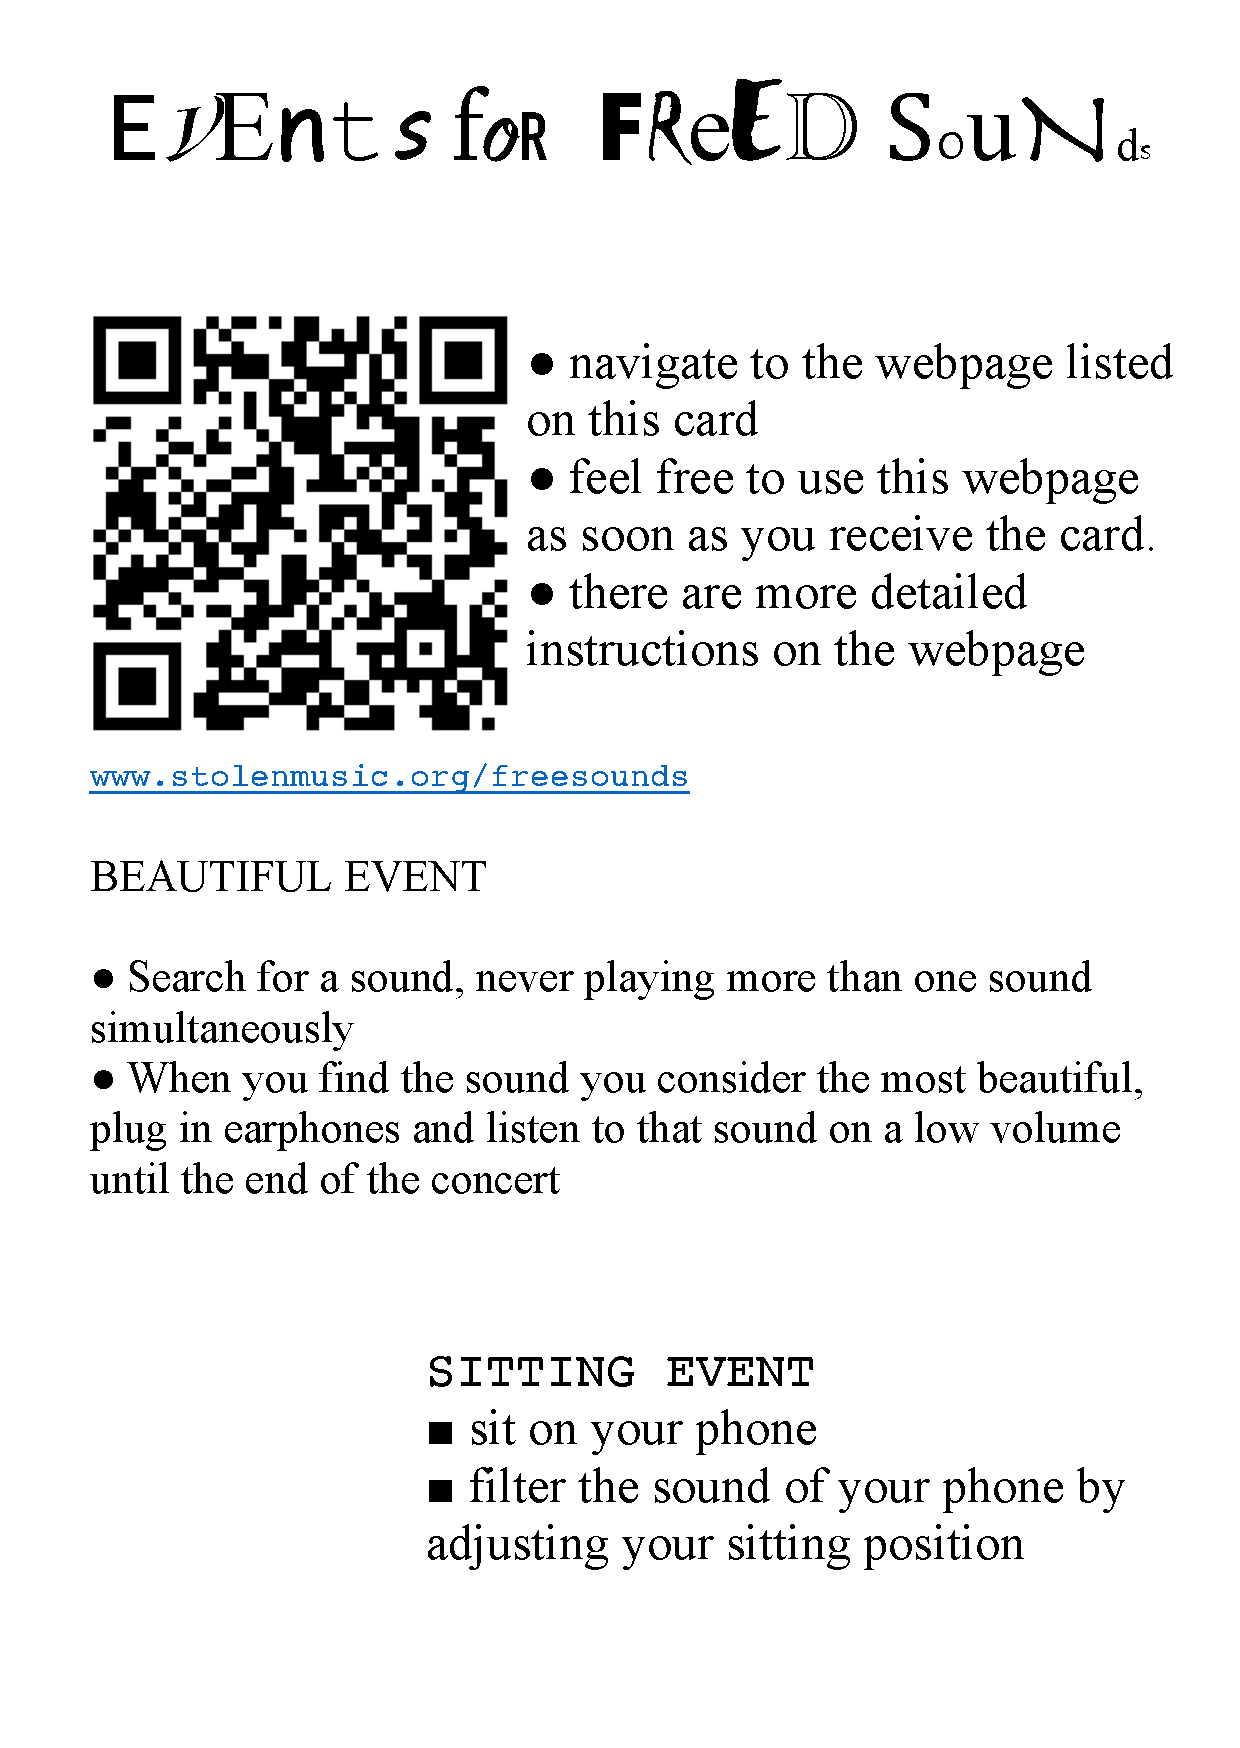 EVEnts foR FReED SouNds
● navigate to the webpage listed
on this card
● feel free to use this webpage
as soon as you receive the card.
● there are more detailed
instructions on the webpage
www.stolenmusic.org/freesounds
BEAUTIFUL EVENT
● Search for a sound, never playing more than one sound
simultaneously
● When you find the sound you consider the most beautiful,
plug in earphones and listen to that sound on a low volume
until the end of the concert
SITTING EVENT
■ sit on your phone
■ filter the sound of your phone by
adjusting your sitting position